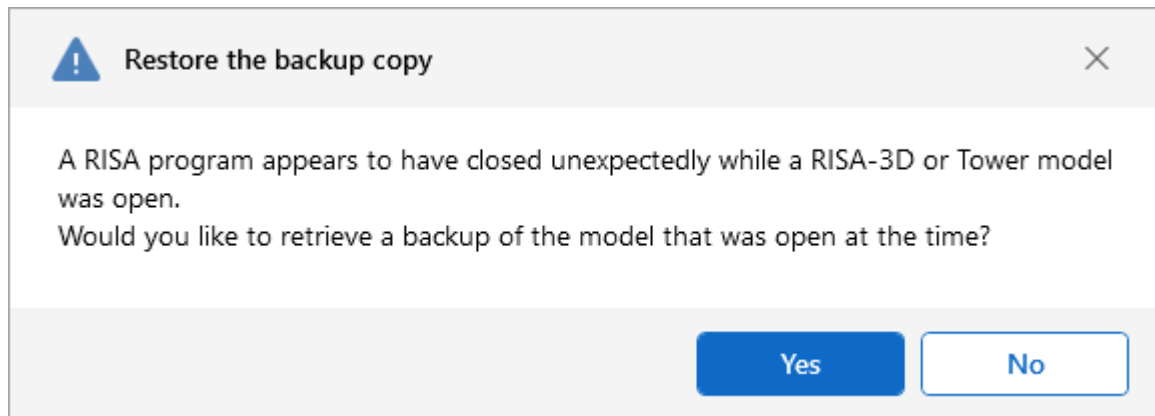 Restore the backup copy
A RISA program appears to have closed unexpectedly while a RISA-3D or Tower model
was open.
Would you like to retrieve a backup of the model that was open at the time?
Yes
No